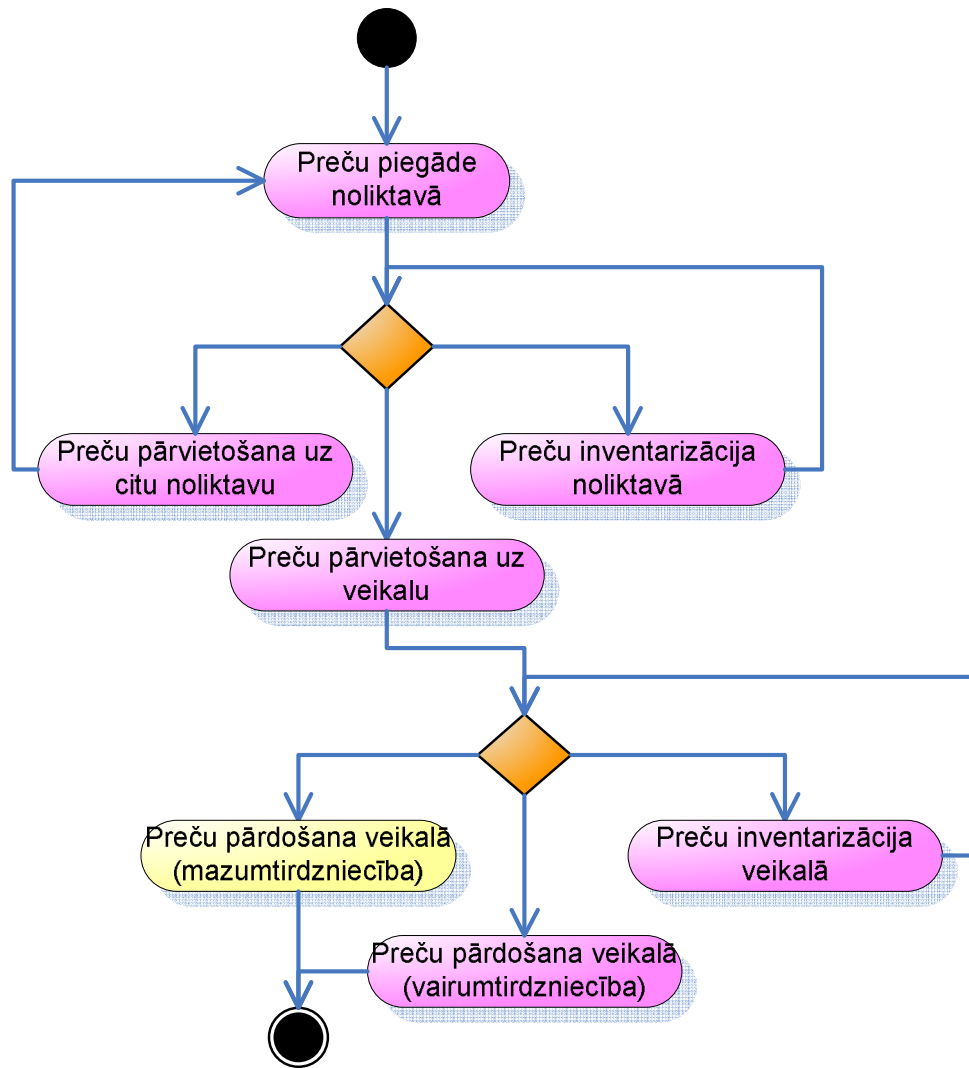 Preču piegāde
noliktavā
Preču pārvietošana uz
citu noliktavu
Preču inventarizācija
noliktavā
Preču pārvietošana uz
veikalu
Preču pārdošana veikalā
(mazumtirdzniecība)
Preču inventarizācija
veikalā
Preču pārdošana veikalā
(vairumtirdzniecība)